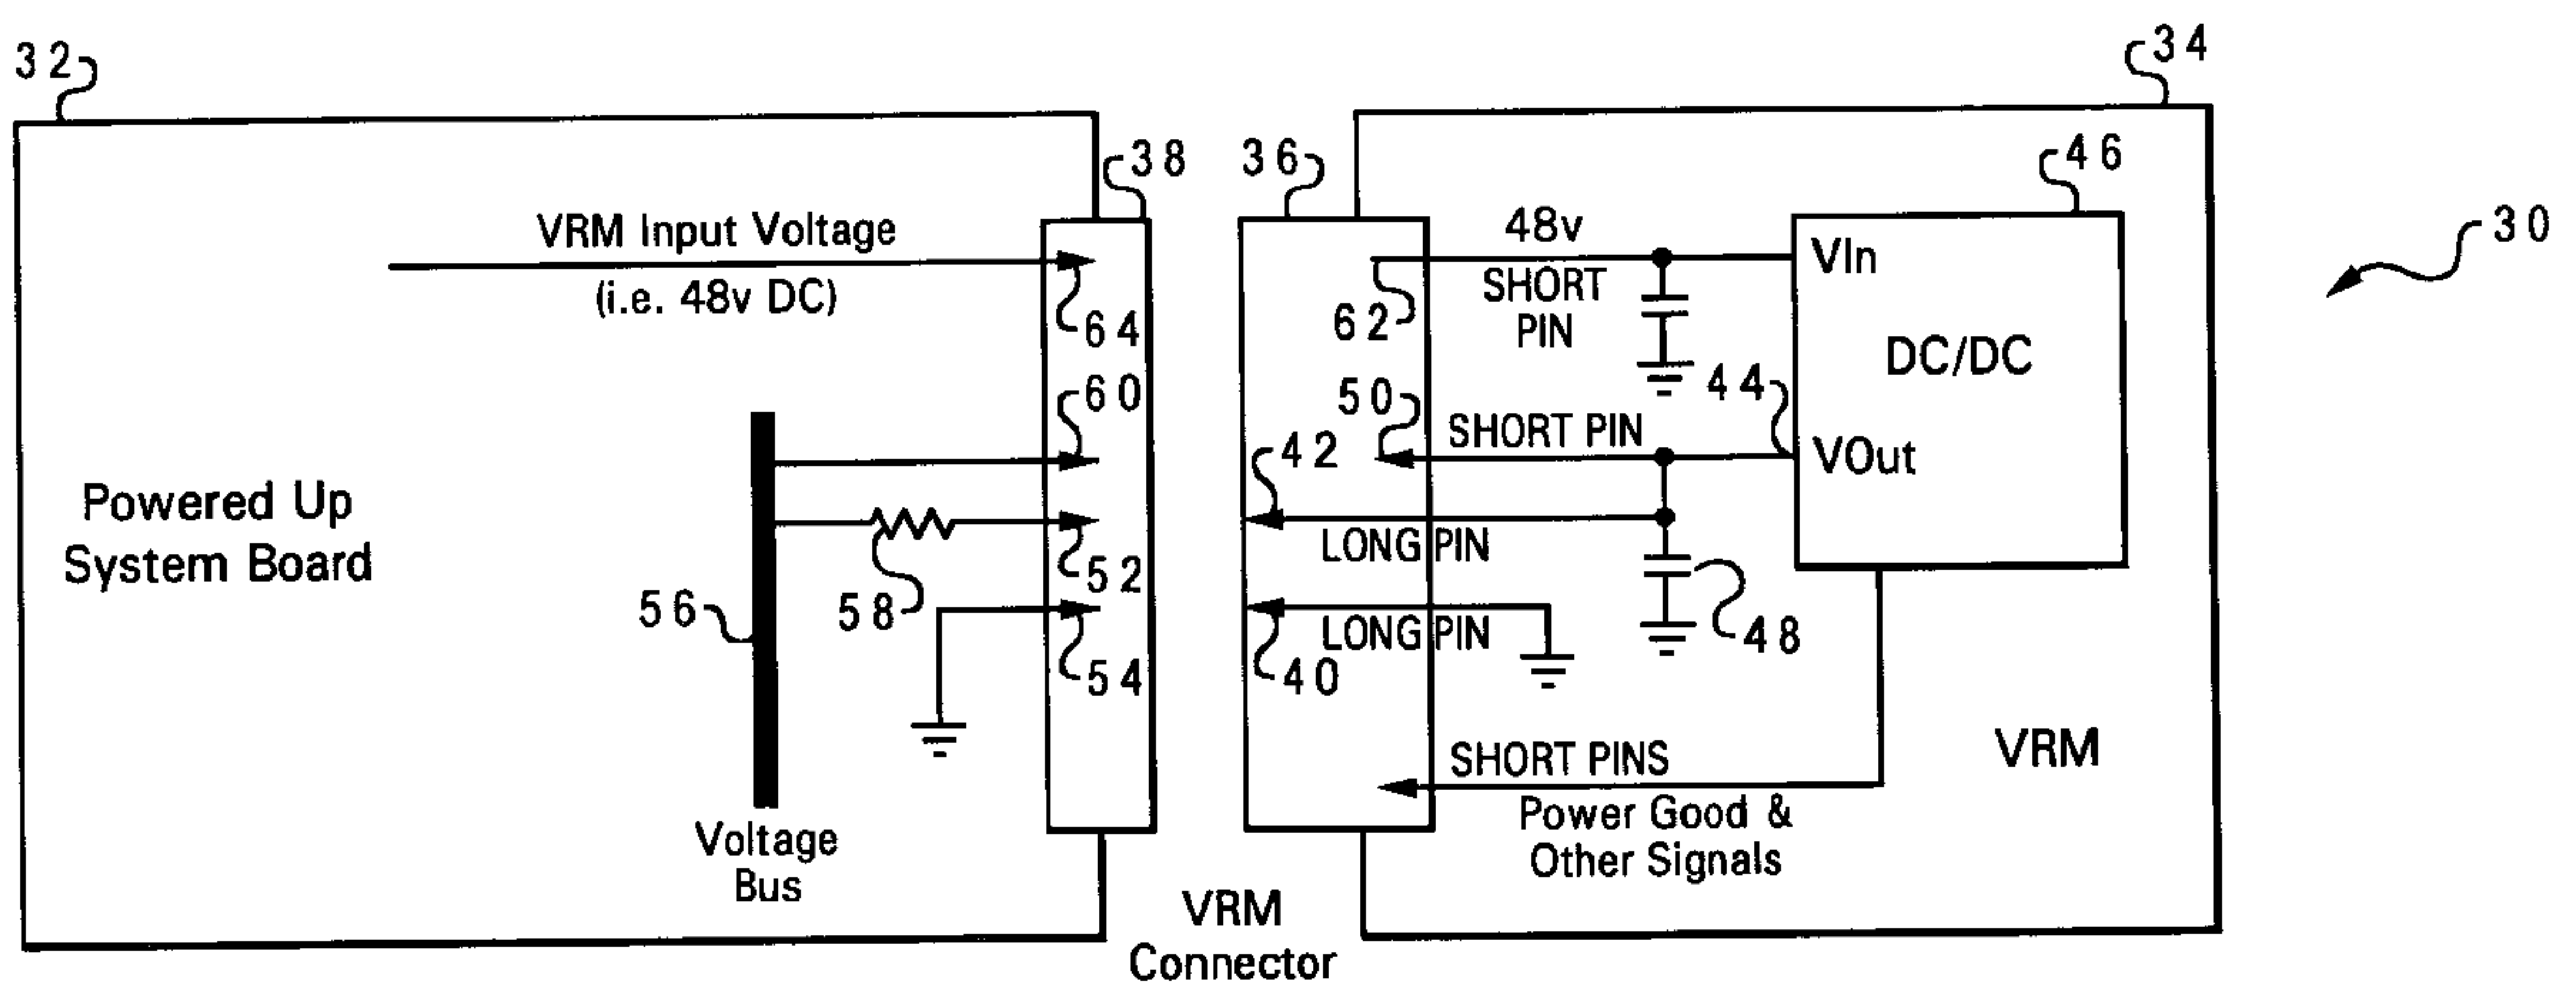 32
34
38
36
46
30
VRM Input Voltage
(i.e. 48v DC)
64
48v
SHORT
PIN
62
VIn
DC/DC
44
60
50
SHORT PIN
VOut
42
LONG PIN
Powered Up
System Board
52
58
56
54
LONG PIN
40
48
SHORT PINS
Power Good &
Other Signals
VRM
Voltage
Bus
VRM
Connector